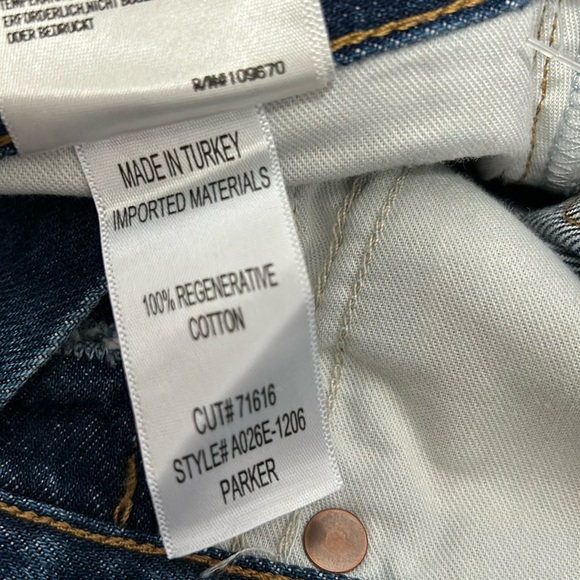 ERFORDERLICH,NICHT
ODER BEDRUCKT
R/N#109670
MADE IN TURKEY
IMPORTED MATERIALS
100% REGENERATIVE
COTTON
CUT# 71616
STYLE# A026E-1206
PARKER